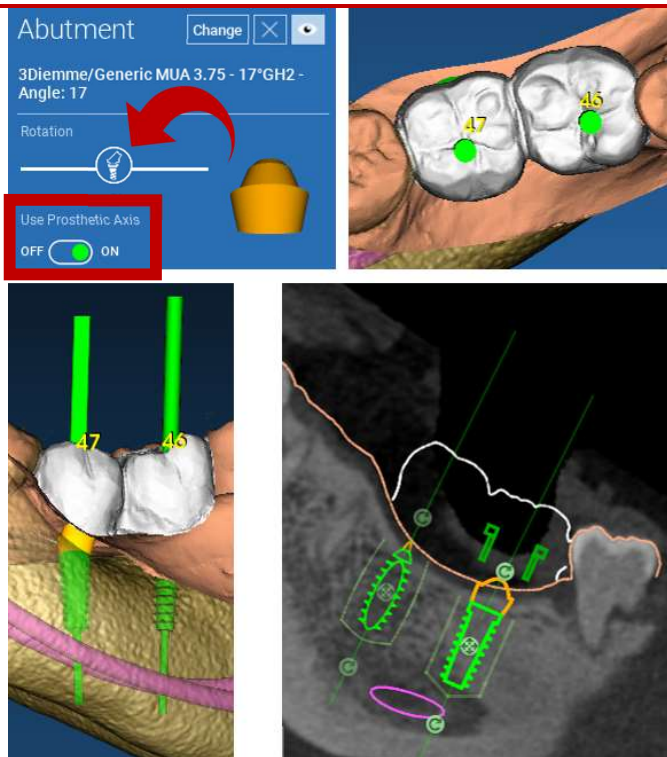 Abutment
Change
3Diemme/Generic MUA 3.75 - 17°GH2 -
Angle: 17
Rotation
Use Prosthetic Axis
OFF ON
47
46
47
46